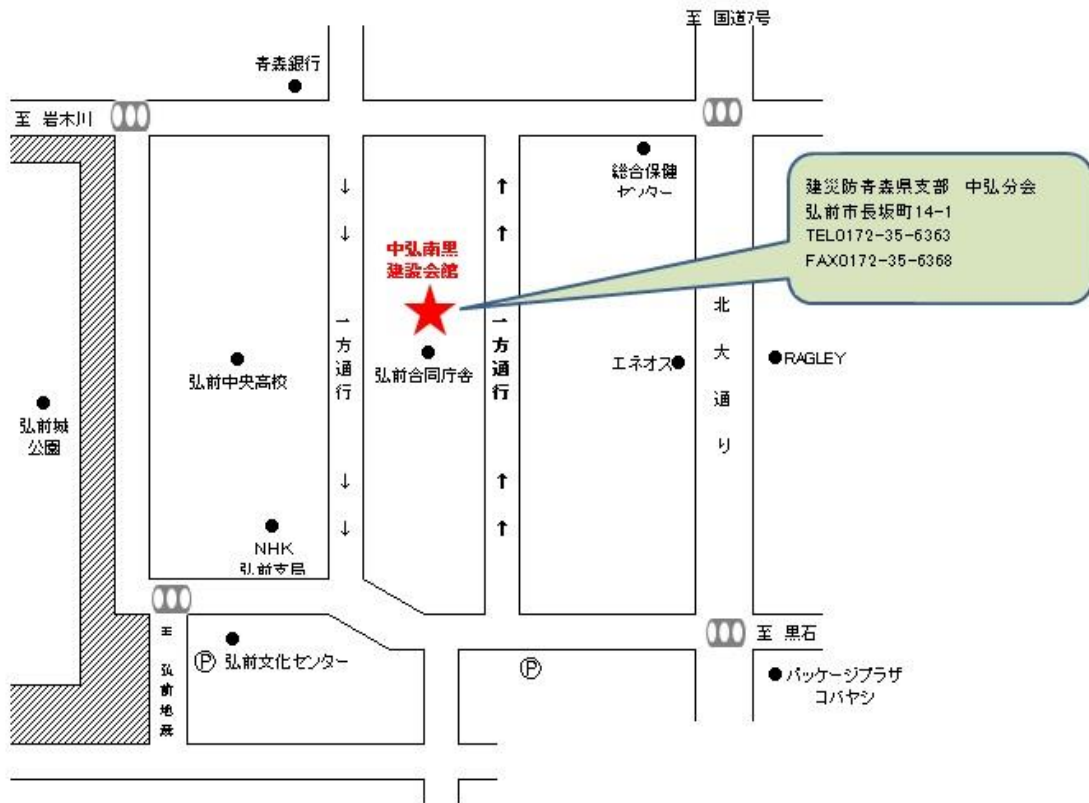 至 国道7号
青森銀行
至 岩木川
総合保健
センター
建災防青森県支部 中弘分会
弘前市長坂町14-1
TEL0172-35-6363
FAX0172-35-6368
↓
↑
↓
↑
中弘南黒
建設会館
一方通行
一方通行
北大通り
弘前中央高校
弘前合同庁舎
エネオス
RAGLEY
弘前城
公園
↓
↑
↓
↑
NHK
弘前支局
至 黒石
至 弘前地裁
Ⓟ 弘前文化センター
Ⓟ
パッケージプラザ
コバヤシ